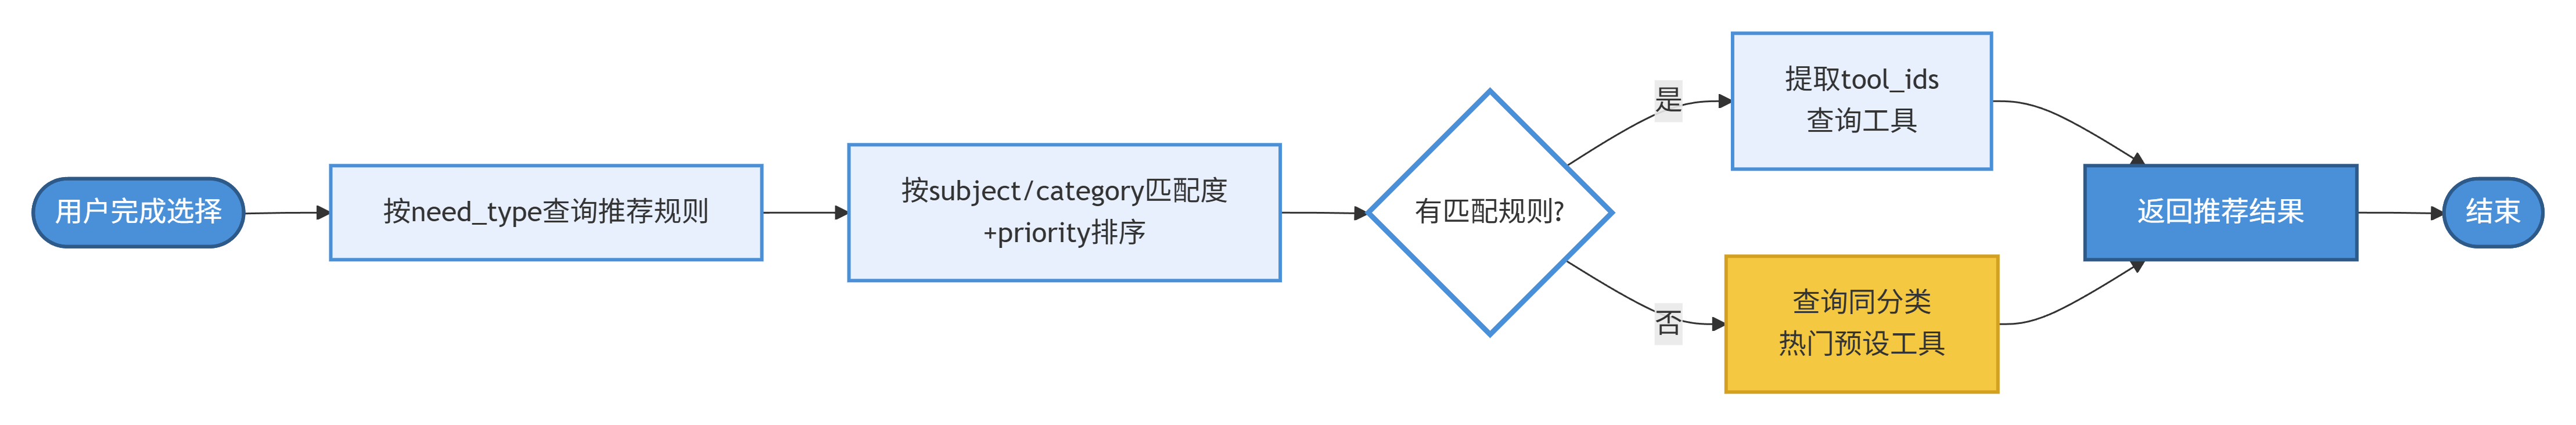 用户完成选择
按need_type查询推荐规则
按subject/category匹配度
+priority排序
有匹配规则?
是
提取tool_ids
查询工具
否
查询同分类
热门预设工具
返回推荐结果
结束